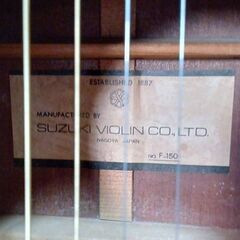 ESTABLISHED 1887
MANUFACTURED BY
SUZUKI VIOLIN CO., LTD.
NAGOYA JAPAN
NO. F-150